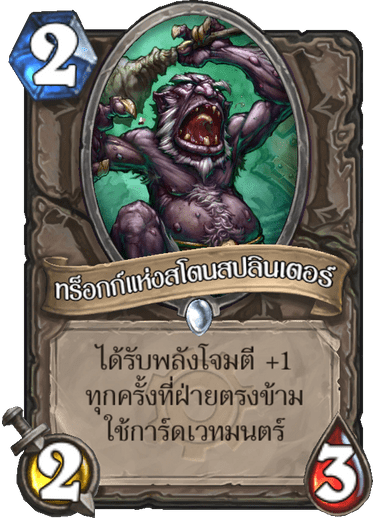 2
ทร็อกก์แห่งสโตนสปลินเตอร์
ได้รับพลังโจมตี +1
ทุกครั้งที่ฝ่ายตรงข้าม
ใช้การ์ดเวทมนตร์
2
3